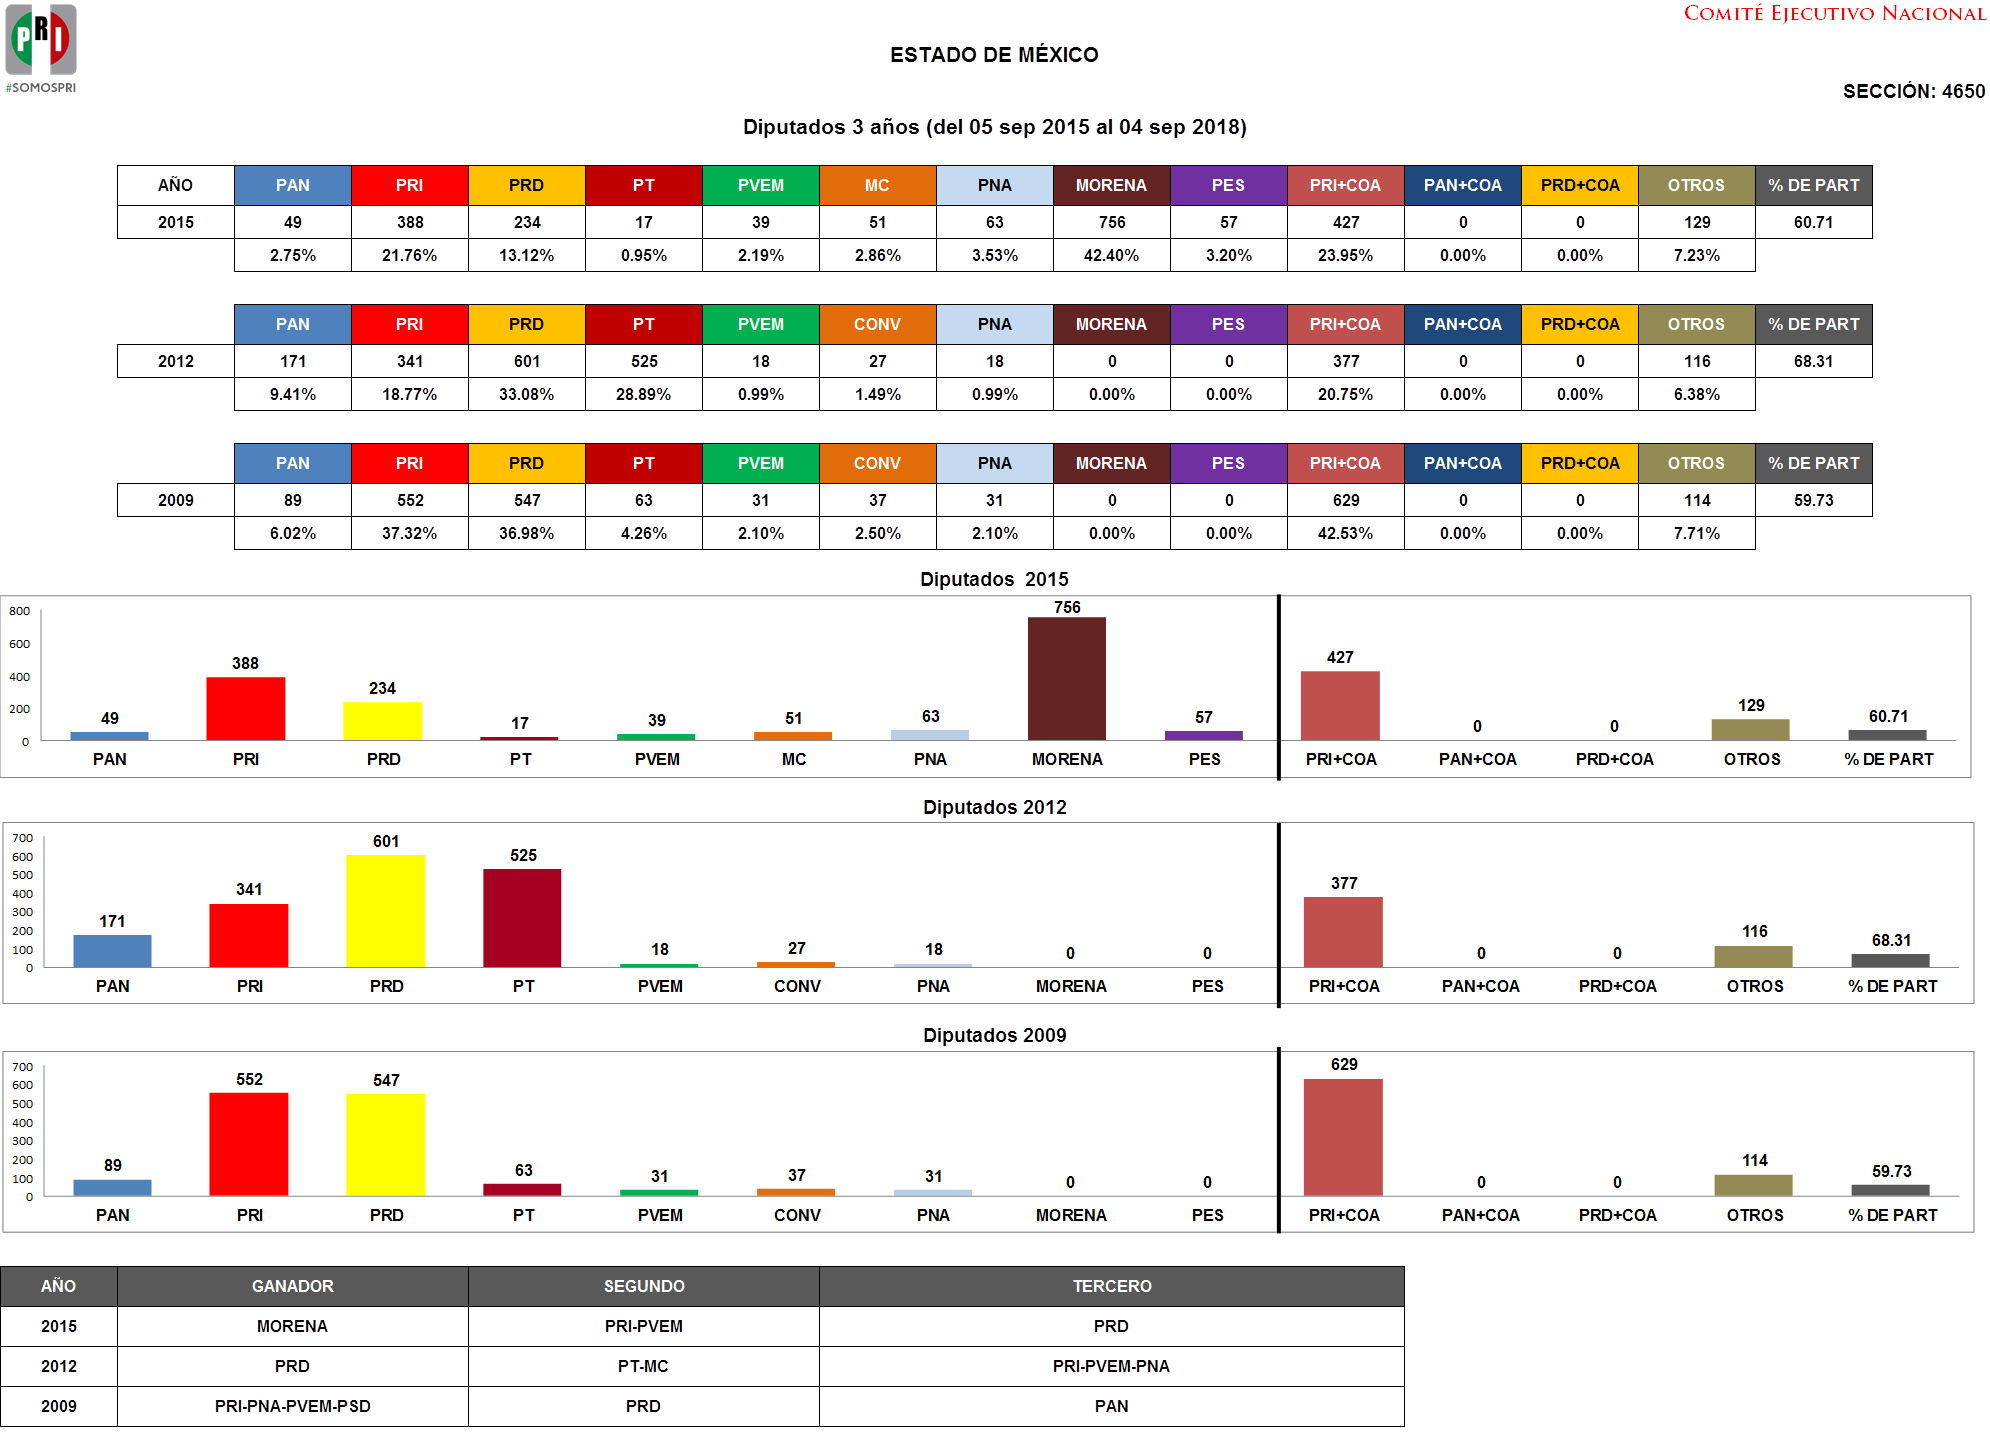 PRI
#SOMOSPRI
COMITÉ EJECUTIVO NACIONAL
ESTADO DE MÉXICO
SECCIÓN: 4650
Diputados 3 años (del 05 sep 2015 al 04 sep 2018)
AÑO PAN PRI PRD PT PVEM MC PNA MORENA PES PRI+COA PAN+COA PRD+COA OTROS % DE PART
2015 49 388 234 17 39 51 63 756 57 427 0 0 129 60.71
2.75% 21.76% 13.12% 0.95% 2.19% 2.86% 3.53% 42.40% 3.20% 23.95% 0.00% 0.00% 7.23%
PAN PRI PRD PT PVEM CONV PNA MORENA PES PRI+COA PAN+COA PRD+COA OTROS % DE PART
2012 171 341 601 525 18 27 18 0 0 377 0 0 116 68.31
9.41% 18.77% 33.08% 28.89% 0.99% 1.49% 0.99% 0.00% 0.00% 20.75% 0.00% 0.00% 6.38%
PAN PRI PRD PT PVEM CONV PNA MORENA PES PRI+COA PAN+COA PRD+COA OTROS % DE PART
2009 89 552 547 63 31 37 31 0 0 629 0 0 114 59.73
6.02% 37.32% 36.98% 4.26% 2.10% 2.50% 2.10% 0.00% 0.00% 42.53% 0.00% 0.00% 7.71%
Diputados 2015
800
600
400
200
0
49 388 234 17 39 51 63 756 57 427 0 0 129 60.71
PAN PRI PRD PT PVEM MC PNA MORENA PES PRI+COA PAN+COA PRD+COA OTROS % DE PART
Diputados 2012
700
600
500
400
300
200
100
0
171 341 601 525 18 27 18 0 0 377 0 0 116 68.31
PAN PRI PRD PT PVEM CONV PNA MORENA PES PRI+COA PAN+COA PRD+COA OTROS % DE PART
Diputados 2009
700
600
500
400
300
200
100
0
89 552 547 63 31 37 31 0 0 629 0 0 114 59.73
PAN PRI PRD PT PVEM CONV PNA MORENA PES PRI+COA PAN+COA PRD+COA OTROS % DE PART
AÑO GANADOR SEGUNDO TERCERO
2015 MORENA PRI-PVEM PRD
2012 PRD PT-MC PRI-PVEM-PNA
2009 PRI-PNA-PVEM-PSD PRD PAN